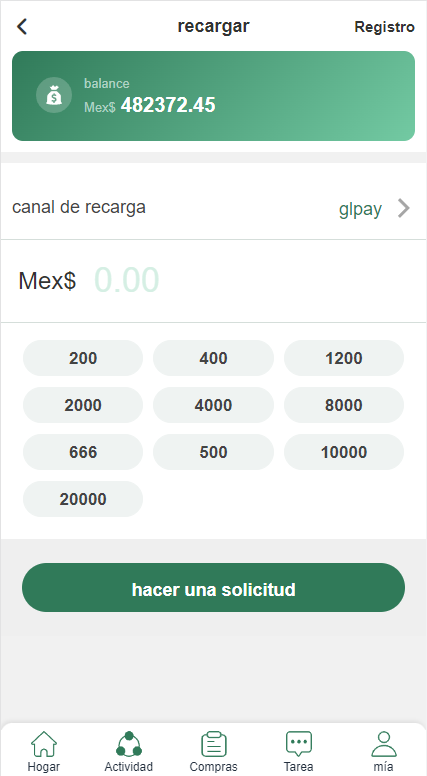 recargar
Registro
balance
Mex$ 482372.45
canal de recarga
glpay
Mex$ 0.00
200 400 1200
2000 4000 8000
666 500 10000
20000
hacer una solicitud
Hogar Actividad Compras Tarea mía